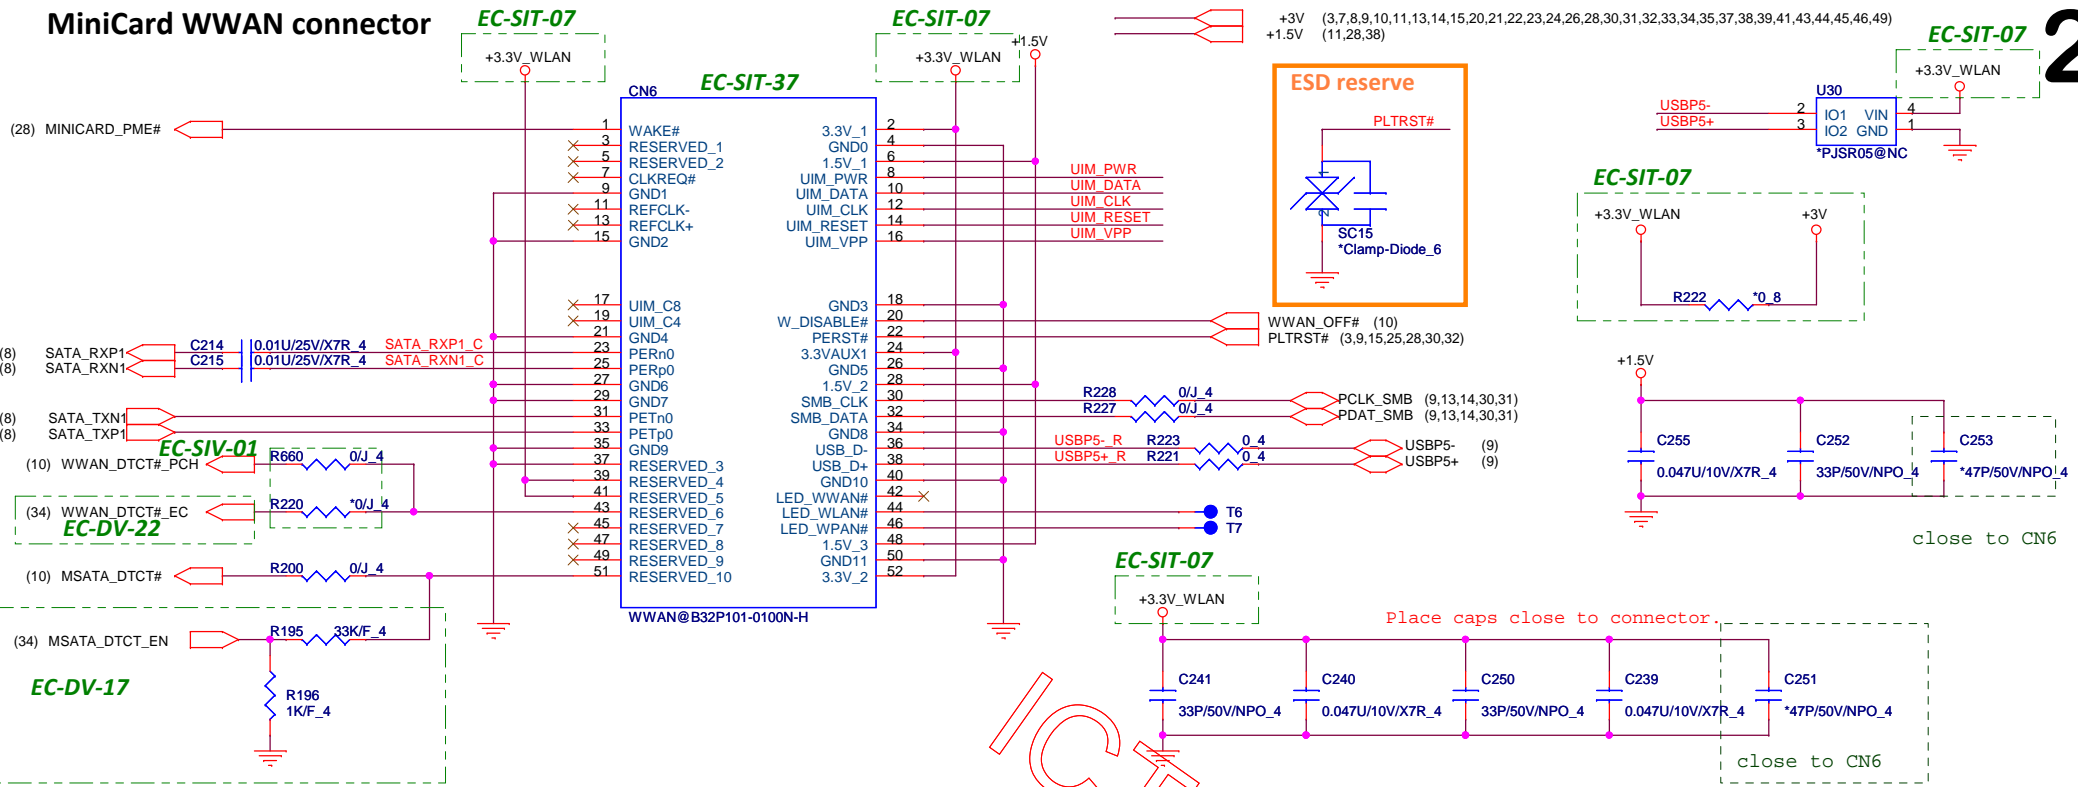 MiniCard WWAN connector
EC-SIT-07
+3.3V_WLAN
EC-SIT-37
CN6
EC-SIT-07
+3.3V_WLAN
+1.5V
+3V (3,7,8,9,10,11,13,14,15,20,21,22,23,24,26,28,30,31,32,33,34,35,37,38,39,41,43,44,45,46,49)
+1.5V (11,28,38)
EC-SIT-07
+3.3V_WLAN
2
ESD reserve
PLTRST#
1
2
SC15
*Clamp-Diode_6
U30
USBP5- 2 IO1 VIN 4
USBP5+ 3 IO2 GND 1
*PJSR05@NC
EC-SIT-07
+3.3V_WLAN +3V
R222 *0_8
(28) MINICARD_PME#
1 WAKE# 3.3V_1 2
3 RESERVED_1 GND0 4
5 RESERVED_2 1.5V_1 6
7 CLKREQ# UIM_PWR 8 UIM_PWR
9 GND1 UIM_DATA 10 UIM_DATA
11 REFCLK- UIM_CLK 12 UIM_CLK
13 REFCLK+ UIM_RESET 14 UIM_RESET
15 GND2 UIM_VPP 16 UIM_VPP
17 UIM_C8 GND3 18
19 UIM_C4 W_DISABLE# 20 WWAN_OFF# (10)
21 GND4 PERST# 22 PLTRST# (3,9,15,25,28,30,32)
(8) SATA_RXP1 C214 0.01U/25V/X7R_4 SATA_RXP1_C 23 PERn0 3.3VAUX1 24
(8) SATA_RXN1 C215 0.01U/25V/X7R_4 SATA_RXN1_C 25 PERp0 GND5 26
27 GND6 1.5V_2 28
29 GND7 SMB_CLK 30 R228 0/J_4 PCLK_SMB (9,13,14,30,31)
(8) SATA_TXN1 31 PETn0 SMB_DATA 32 R227 0/J_4 PDAT_SMB (9,13,14,30,31)
(8) SATA_TXP1 33 PETp0 GND8 34
EC-SIV-01
35 GND9 USB_D- 36 USBP5-_R R223 0_4 USBP5- (9)
(10) WWAN_DTCT#_PCH R660 0/J_4 37 RESERVED_3 USB_D+ 38 USBP5+_R R221 0_4 USBP5+ (9)
39 RESERVED_4 GND10 40
41 RESERVED_5 LED_WWAN# 42
(34) WWAN_DTCT#_EC R220 *0/J_4 43 RESERVED_6 LED_WLAN# 44 T6
EC-DV-22
45 RESERVED_7 LED_WPAN# 46 T7
47 RESERVED_8 1.5V_3 48
49 RESERVED_9 GND11 50
(10) MSATA_DTCT# R200 0/J_4 51 RESERVED_10 3.3V_2 52
WWAN@B32P101-0100N-H
(34) MSATA_DTCT_EN R195 33K/F_4
EC-DV-17
R196
1K/F_4
+1.5V
C255 C252 C253
0.047U/10V/X7R_4 33P/50V/NPO_4 *47P/50V/NPO_4
close to CN6
EC-SIT-07
+3.3V_WLAN
Place caps close to connector.
C241 C240 C250 C239 C251
33P/50V/NPO_4 0.047U/10V/X7R_4 33P/50V/NPO_4 0.047U/10V/X7R_4 *47P/50V/NPO_4
close to CN6